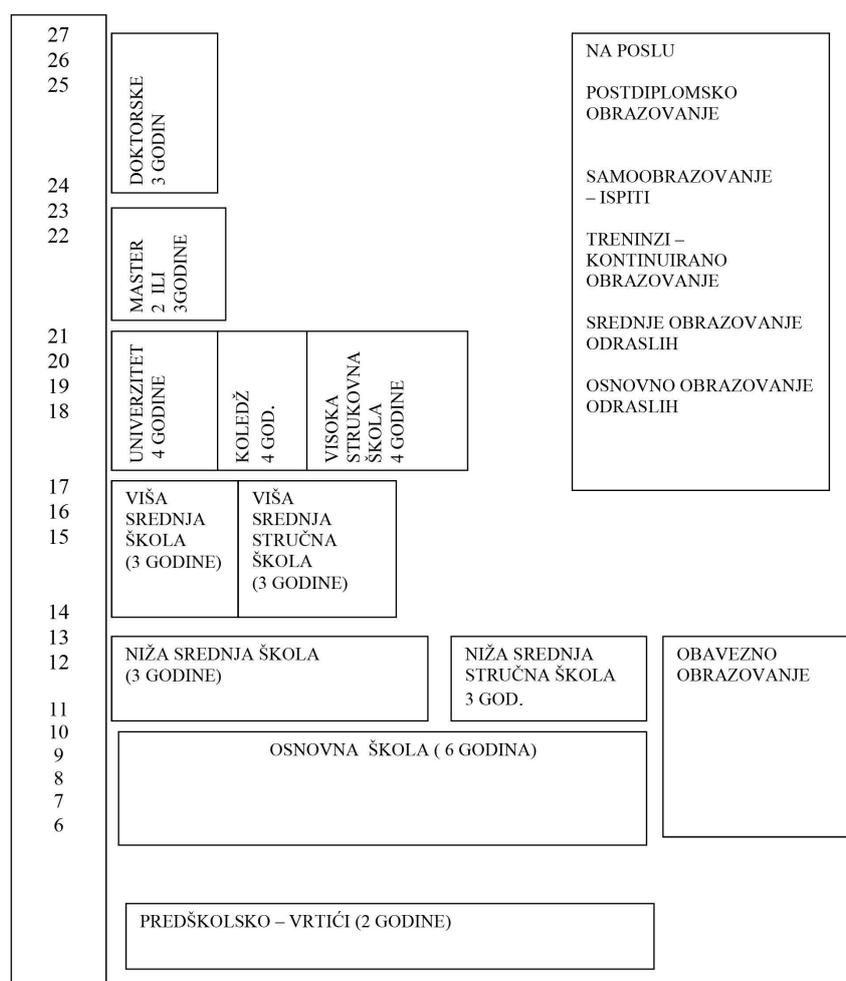 27
26
25
24
23
22
21
20
19
18
17
16
15
14
13
12
11
10
9
8
7
6
DOKTORSKE
3 GODIN
MASTER
2 ILI
3GODINE
UNIVERZITET
4 GODINE
KOLEDŽ
4 GOD.
VISOKA
STRUKOVNA
ŠKOLA
4 GODINE
VIŠA
SREDNJA
ŠKOLA
(3 GODINE)
VIŠA
SREDNJA
STRUČNA
ŠKOLA
(3 GODINE)
NIŽA SREDNJA ŠKOLA
(3 GODINE)
NIŽA SREDNJA
STRUČNA ŠKOLA
3 GOD.
OBAVEZNO
OBRAZOVANJE
OSNOVNA ŠKOLA ( 6 GODINA)
PREDŠKOLSKO – VRTIĆI (2 GODINE)
NA POSLU
POSTDIPLOMSKO
OBRAZOVANJE
SAMOOBRAZOVANJE
– ISPITI
TRENINZI –
KONTINUIRANO
OBRAZOVANJE
SREDNJE OBRAZOVANJE
ODRASLIH
OSNOVNO OBRAZOVANJE
ODRASLIH